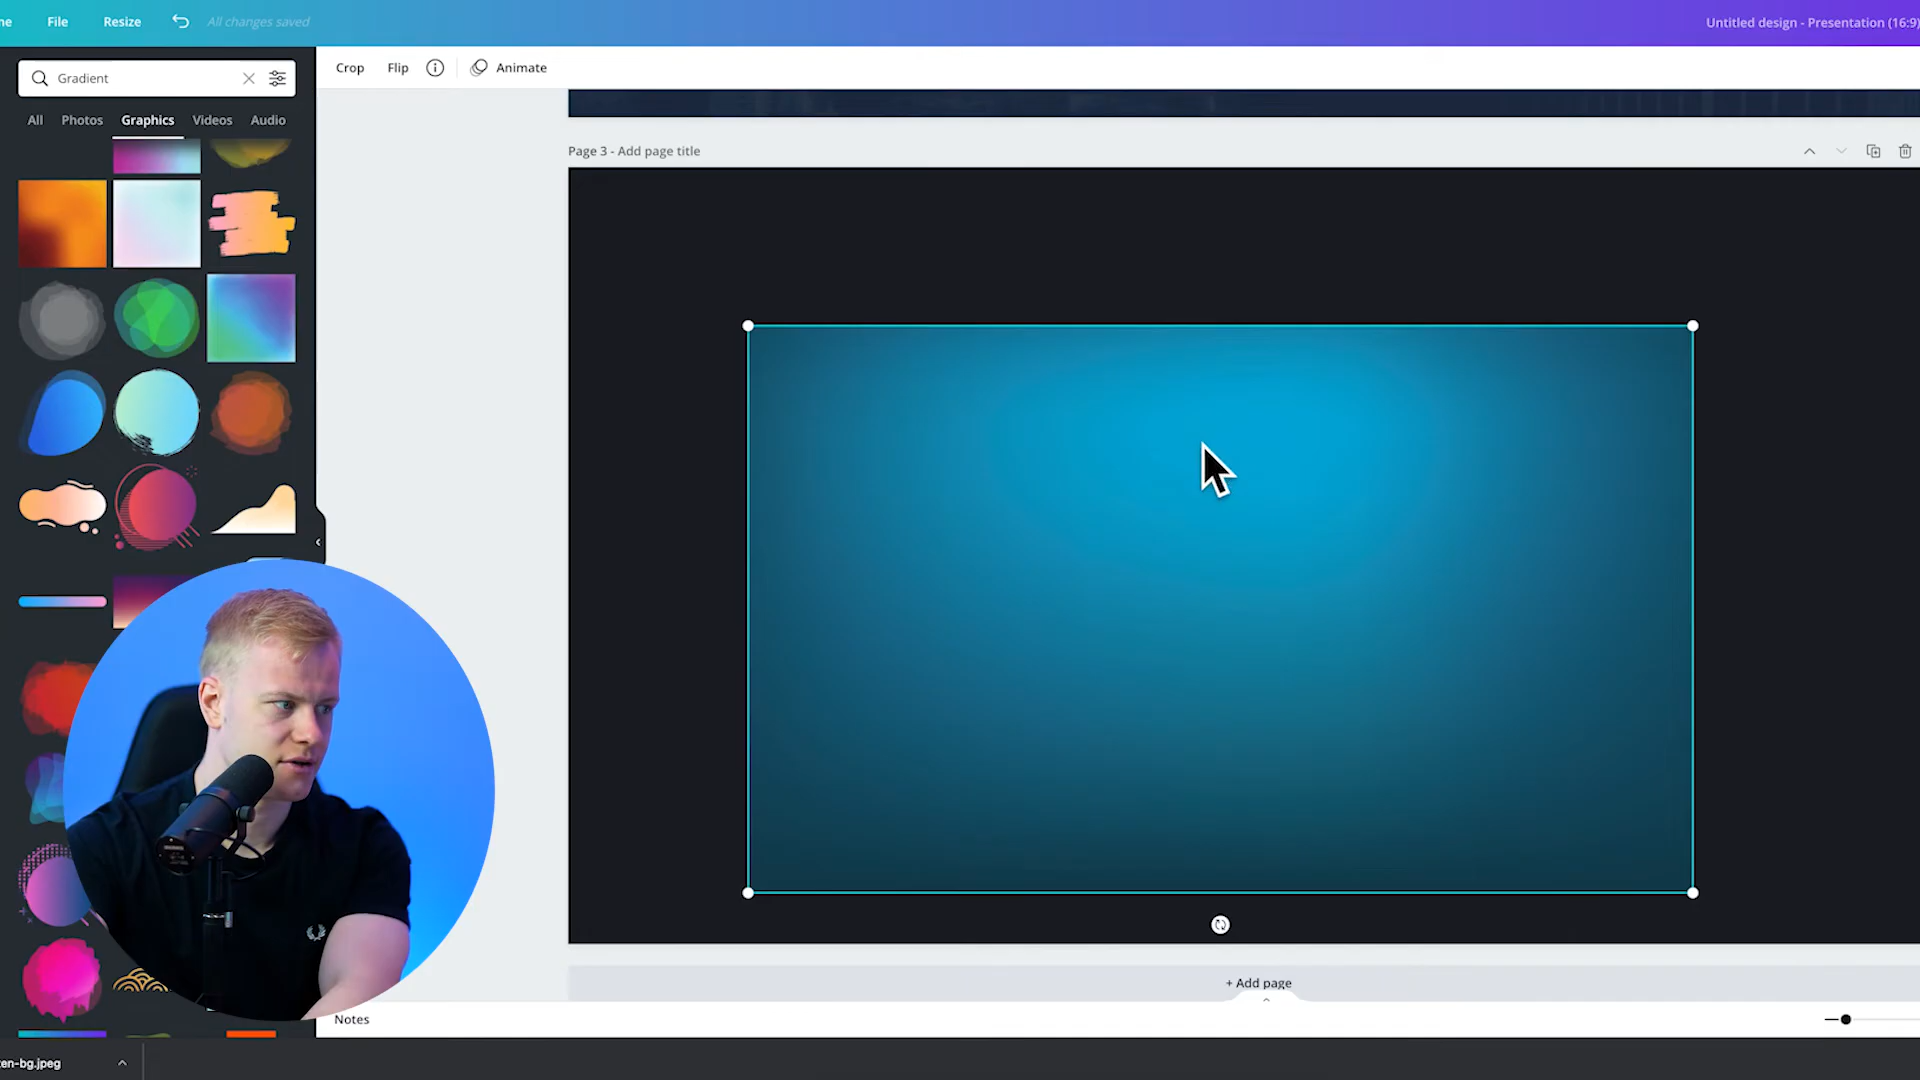 ne File Resize All changes saved Untitled design - Presentation (16:9)
Gradient
Crop Flip Animate
All Photos Graphics Videos Audio
Page 3 - Add page title
+ Add page
Notes
en-bg.jpeg